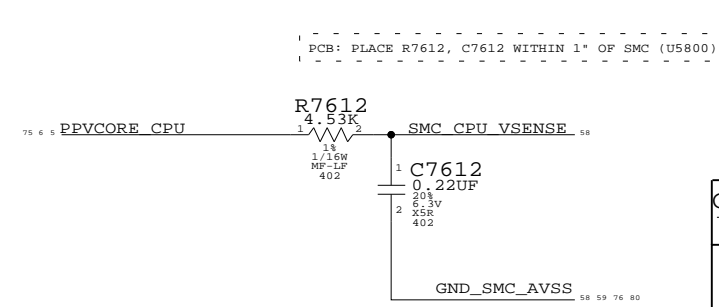 PCB: PLACE R7612, C7612 WITHIN 1" OF SMC (U5800)
R7612
4.53K
75 6 5 PPVCORE_CPU
1 2
SMC_CPU_VSENSE 58
1%
1/16W
MF-LF
402
1 C7612
0.22UF
20%
6.3V
2 X5R
402
GND_SMC_AVSS 58 59 76 80